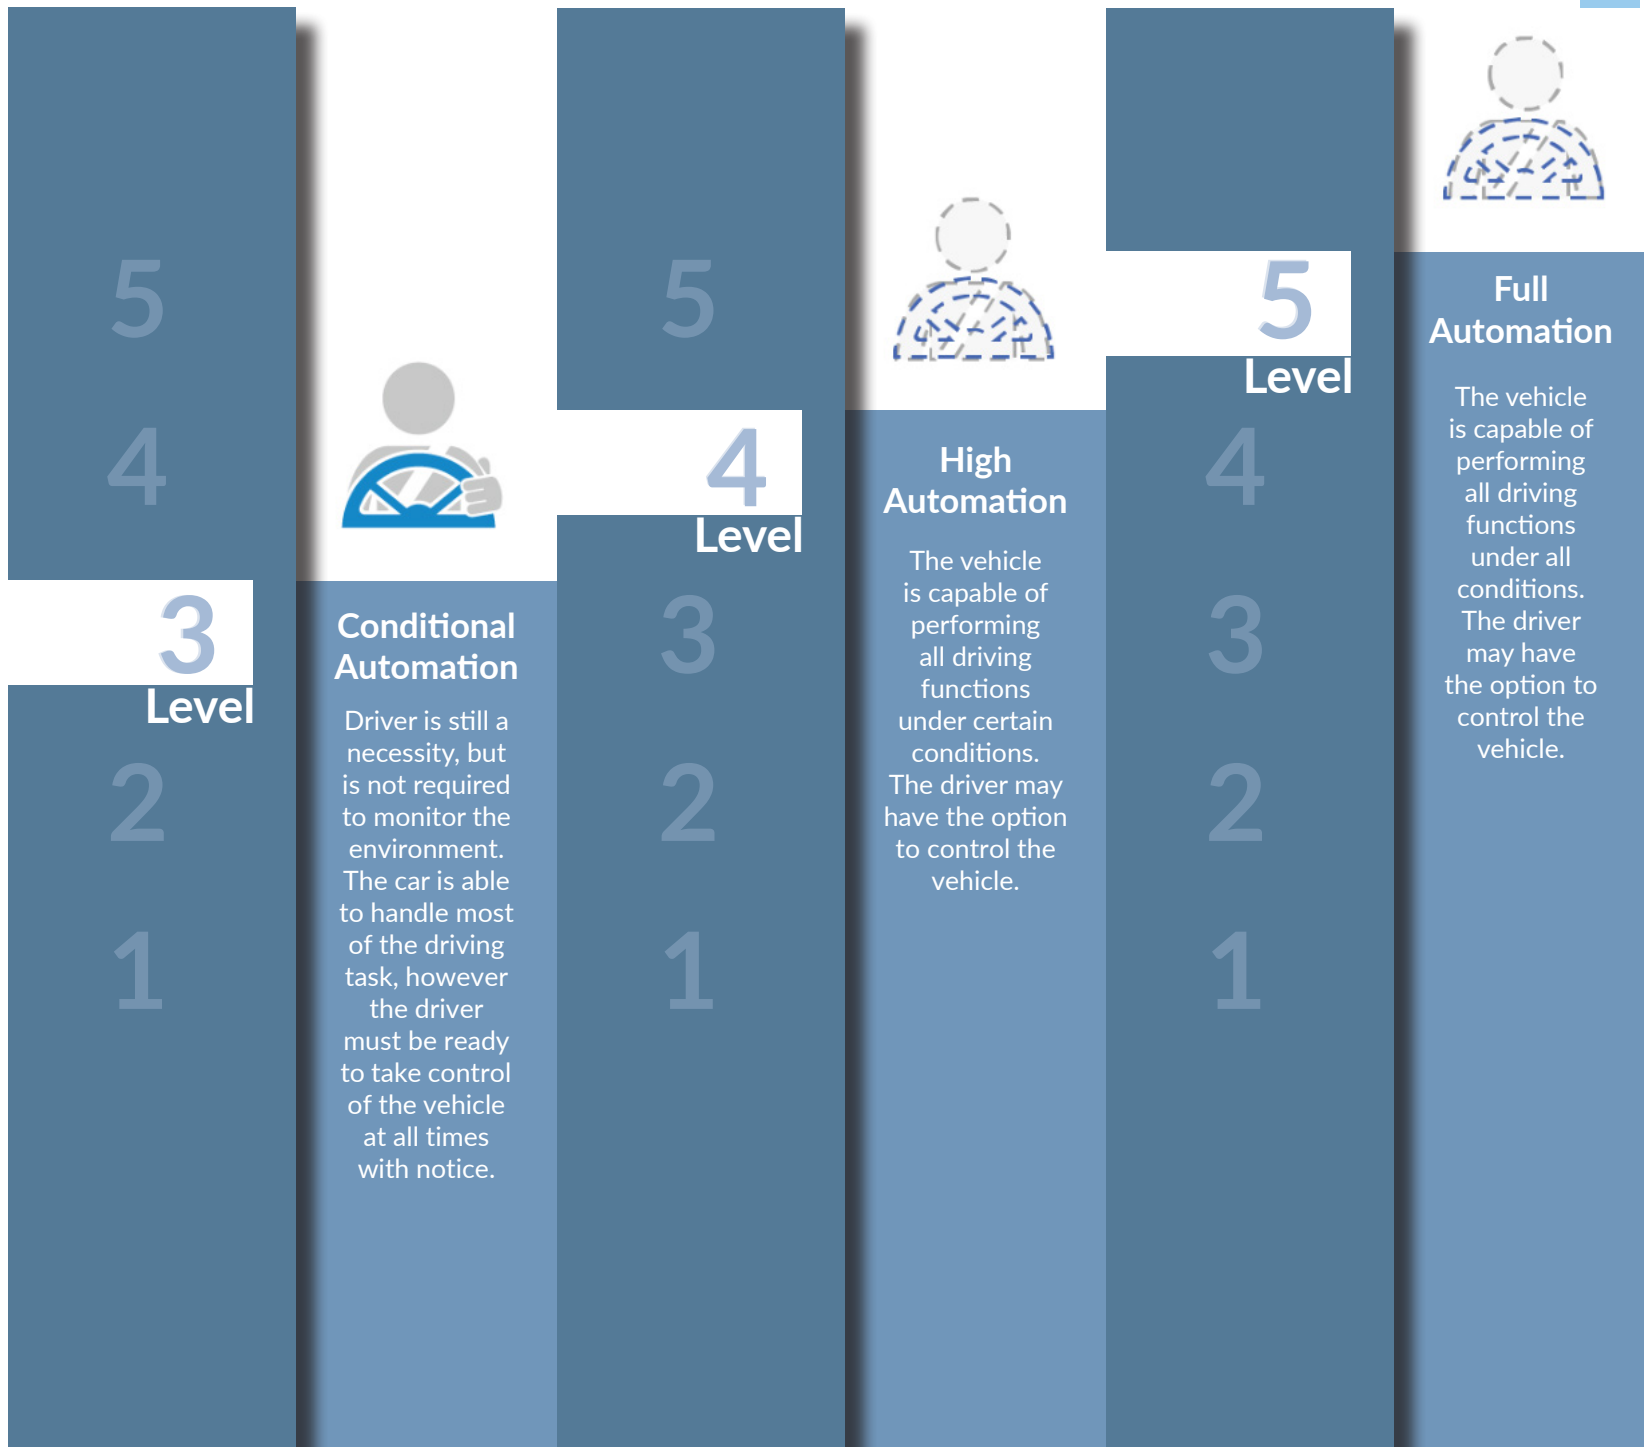 5
4
3
Level
2
1
Conditional
Automation
Driver is still a
necessity, but
is not required
to monitor the
environment.
The car is able
to handle most
of the driving
task, however
the driver
must be ready
to take control
of the vehicle
at all times
with notice.
5
4
Level
3
2
1
High
Automation
The vehicle
is capable of
performing
all driving
functions
under certain
conditions.
The driver may
have the option
to control the
vehicle.
5
Level
4
3
2
1
Full
Automation
The vehicle
is capable of
performing
all driving
functions
under all
conditions.
The driver
may have
the option to
control the
vehicle.